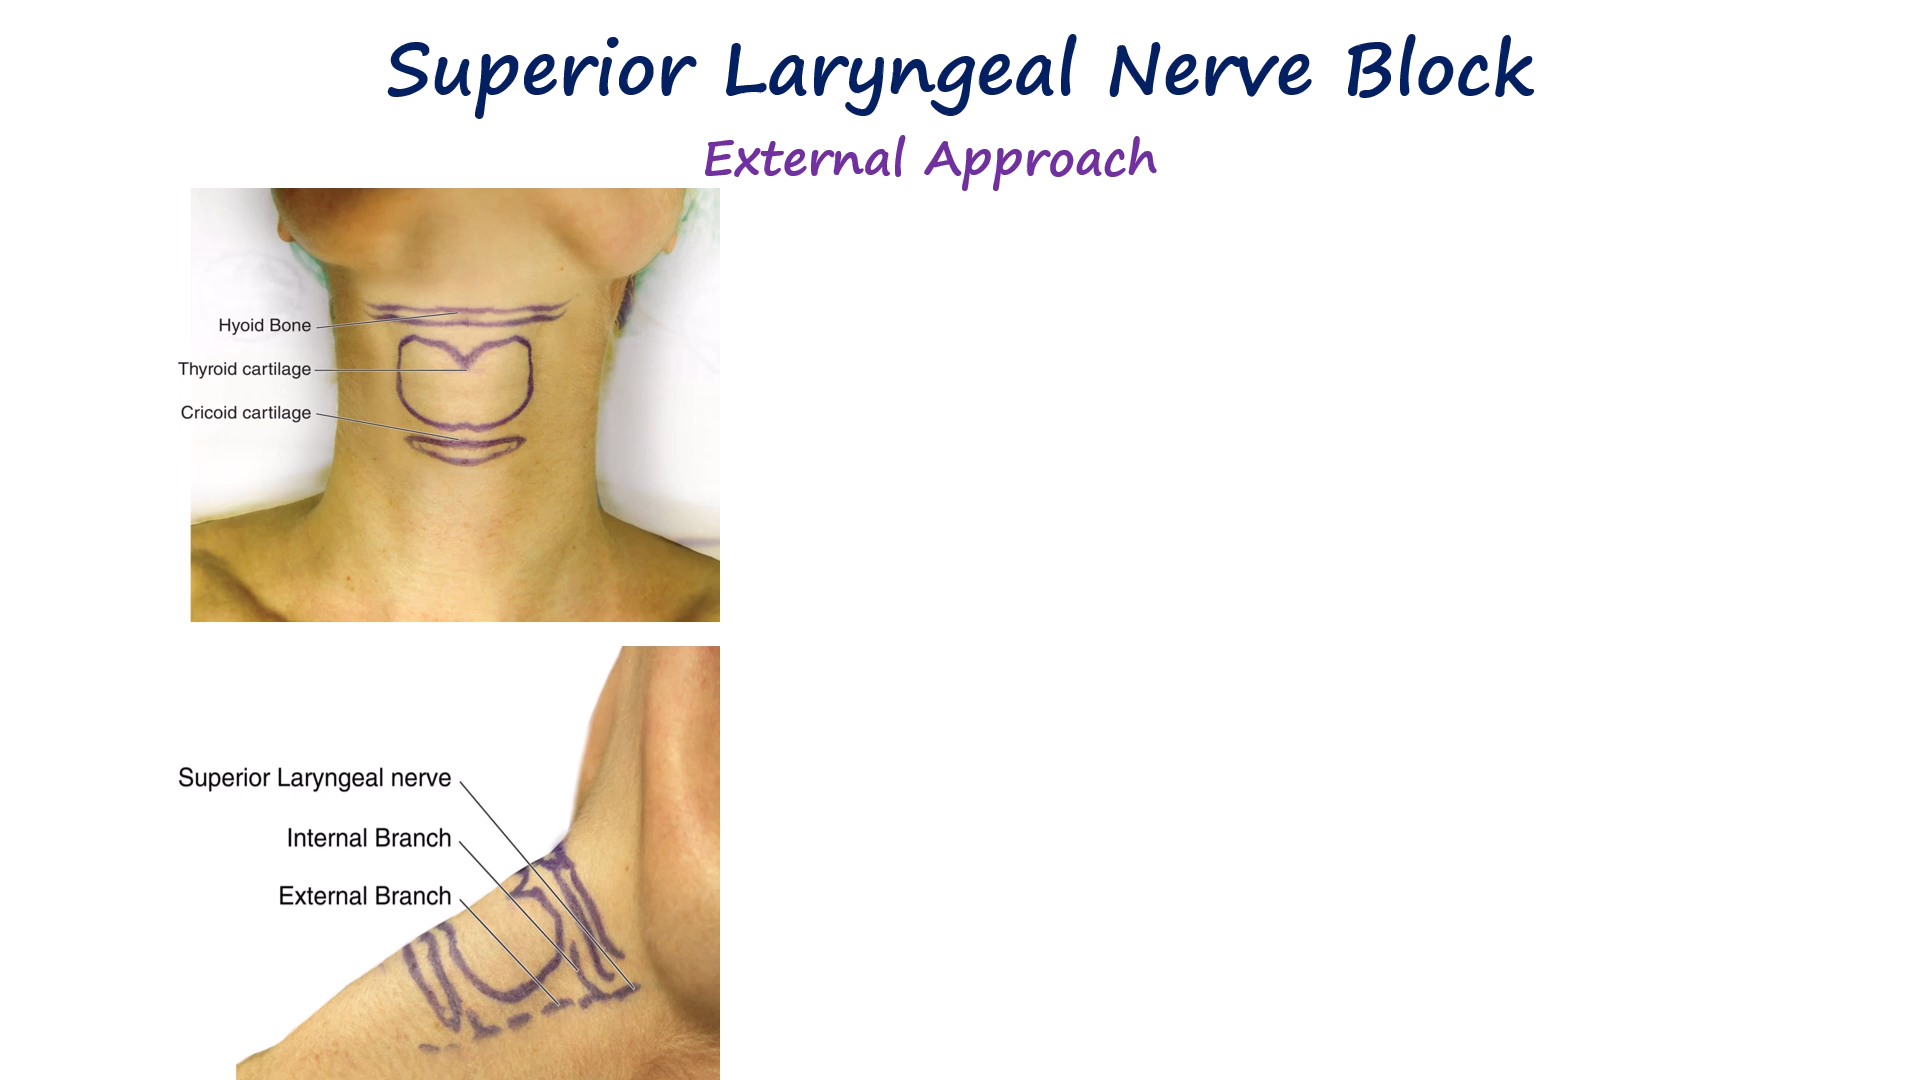 Superior Laryngeal Nerve Block
External Approach
Hyoid Bone
Thyroid cartilage
Cricoid cartilage
Superior Laryngeal nerve
Internal Branch
External Branch